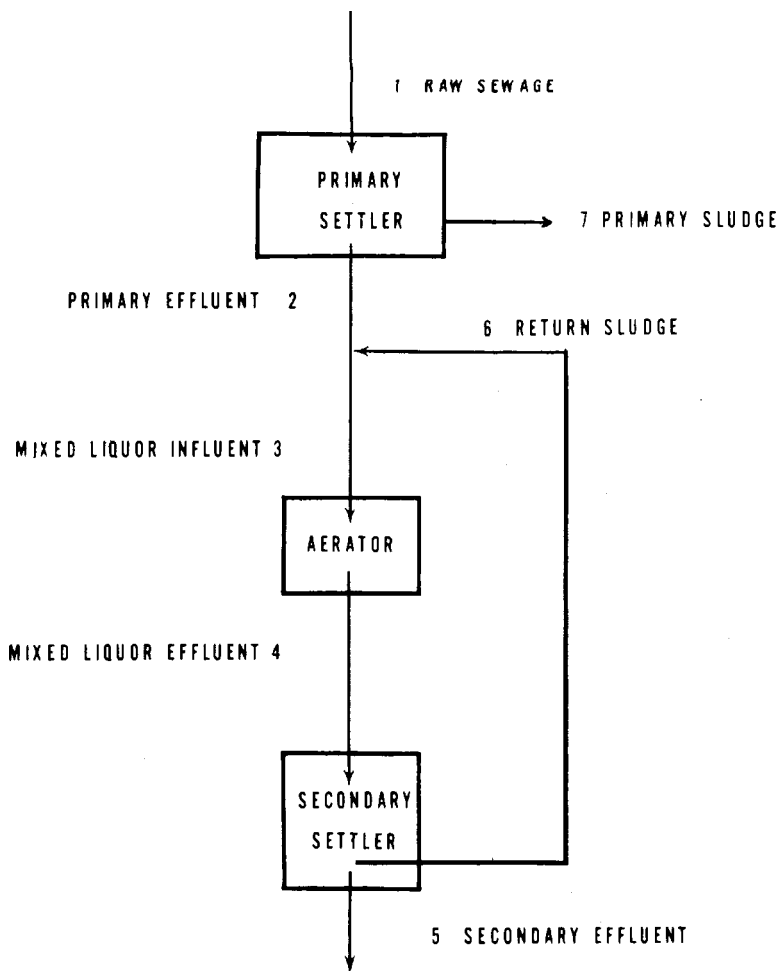 1 RAW SEWAGE
PRIMARY
SETTLER
7 PRIMARY SLUDGE
PRIMARY EFFLUENT 2
6 RETURN SLUDGE
MIXED LIQUOR INFLUENT 3
AERATOR
MIXED LIQUOR EFFLUENT 4
SECONDARY
SETTLER
5 SECONDARY EFFLUENT